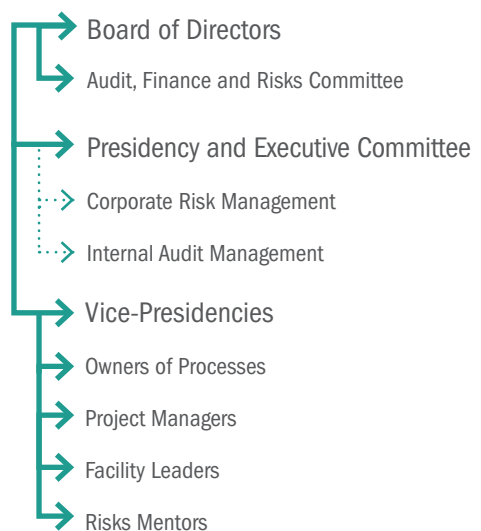 Board of Directors
Audit, Finance and Risks Committee
Presidency and Executive Committee
Corporate Risk Management
Internal Audit Management
Vice-Presidencies
Owners of Processes
Project Managers
Facility Leaders
Risks Mentors